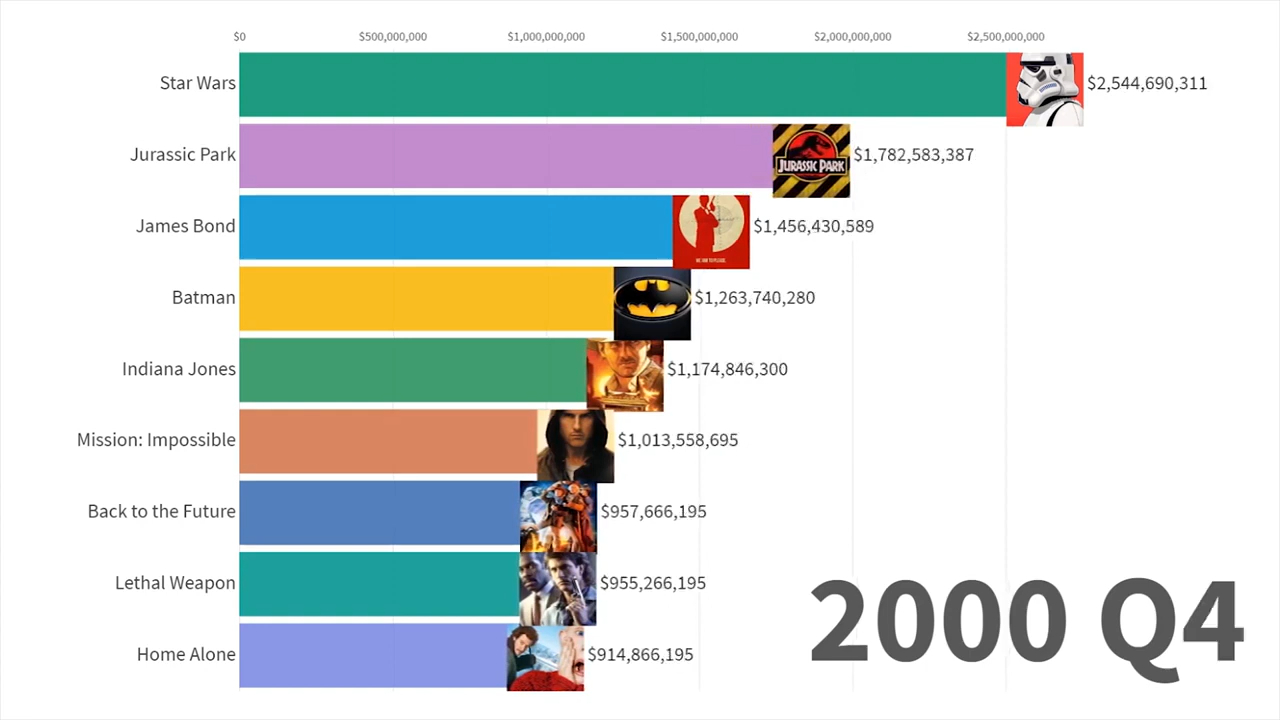 $0 $500,000,000 $1,000,000,000 $1,500,000,000 $2,000,000,000 $2,500,000,000
Star Wars $2,544,690,311
Jurassic Park JURASSIC PARK $1,782,583,387
James Bond $1,456,430,589
Batman $1,263,740,280
Indiana Jones $1,174,846,300
Mission: Impossible $1,013,558,695
Back to the Future $957,666,195
Lethal Weapon $955,266,195
Home Alone $914,866,195
2000 Q4